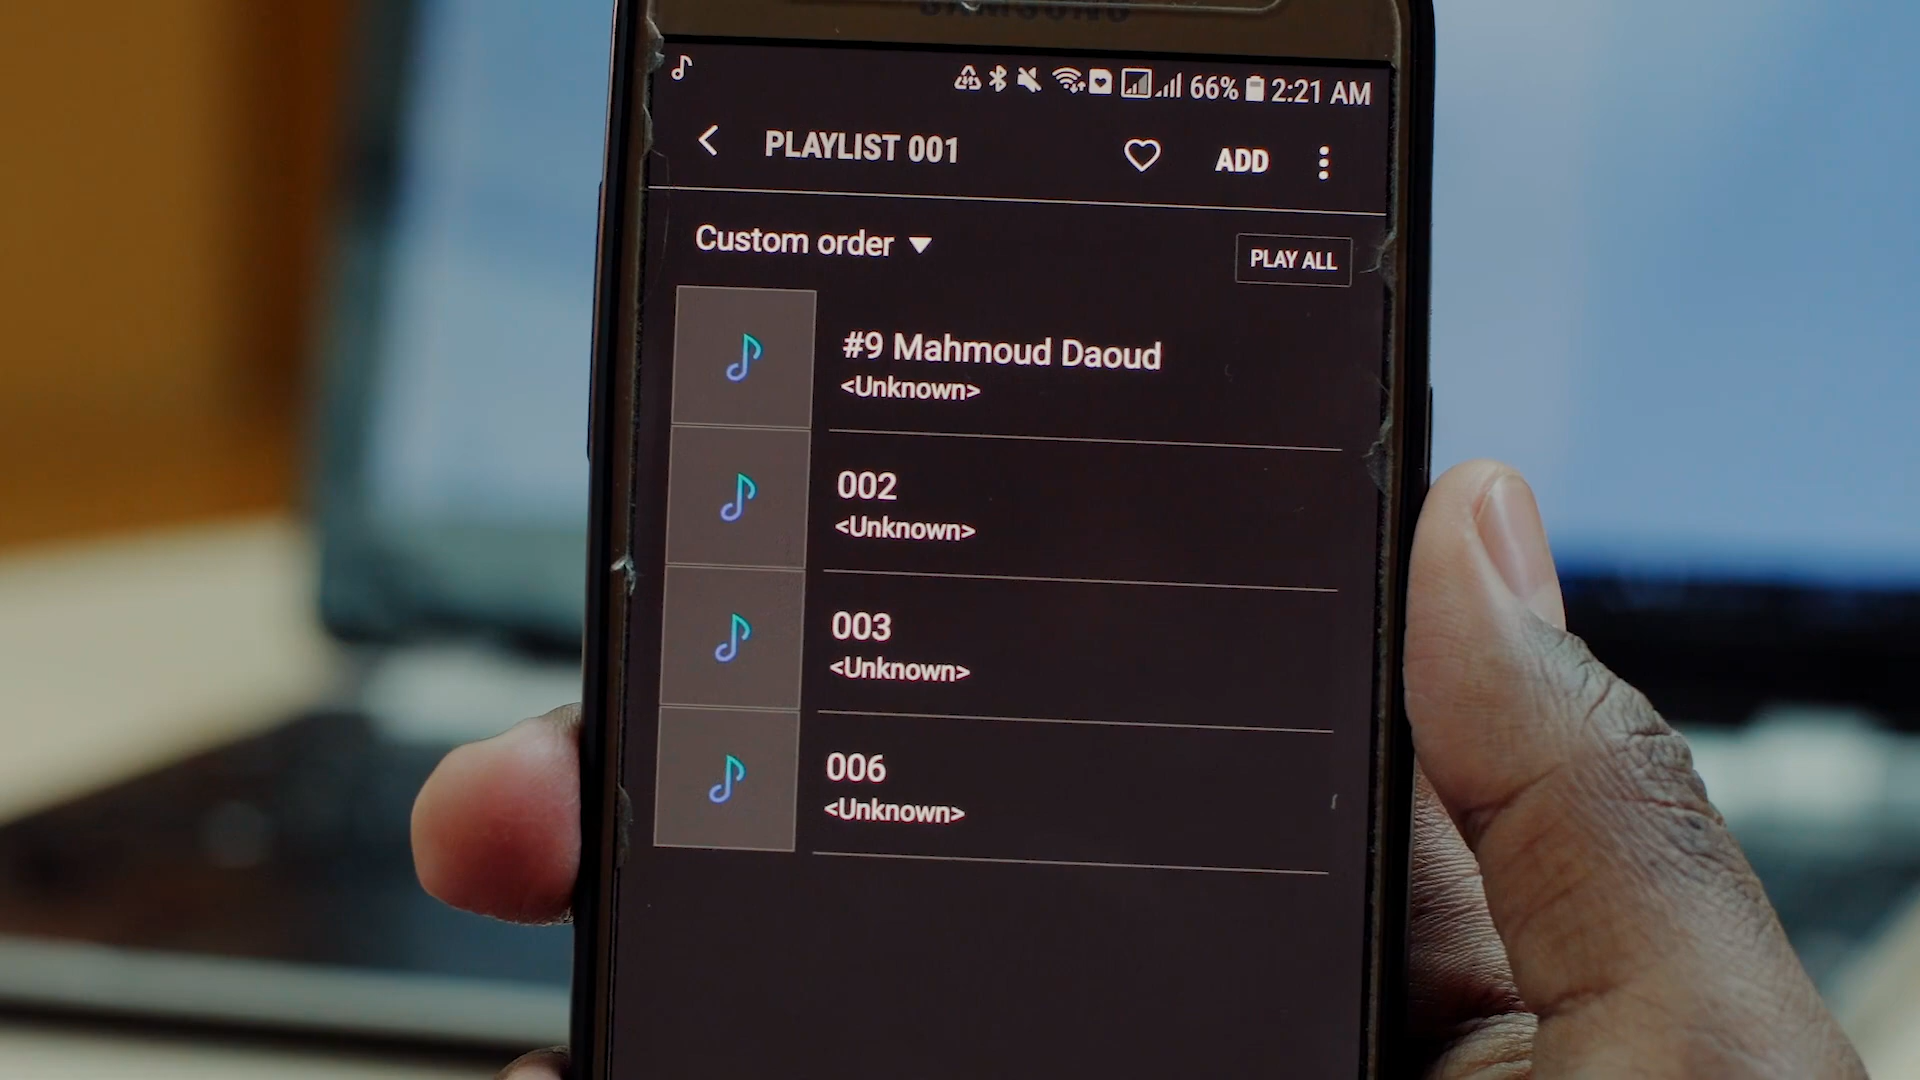 SAMSUNG
66% 2:21 AM
PLAYLIST 001 ADD
Custom order PLAY ALL
#9 Mahmoud Daoud
<Unknown>
002
<Unknown>
003
<Unknown>
006
<Unknown>